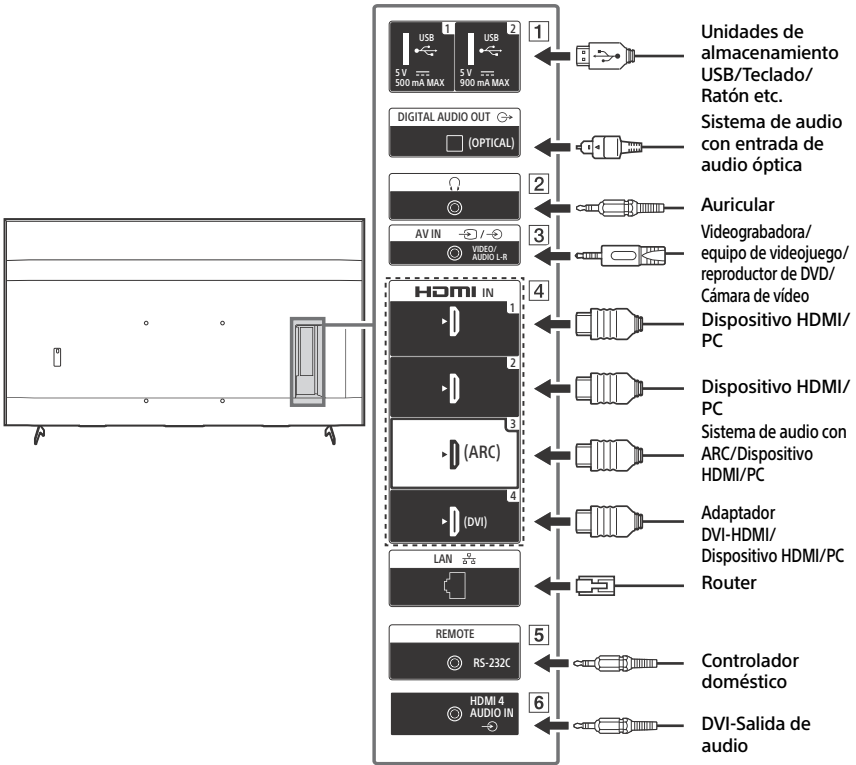 1
2
USB
USB
5 V
500 mA MAX
5 V
900 mA MAX
1
Unidades de
almacenamiento
USB/Teclado/
Ratón etc.
DIGITAL AUDIO OUT
(OPTICAL)
Sistema de audio
con entrada de
audio óptica
2
Auricular
AV IN
/
VIDEO/
AUDIO L-R
3
Videograbadora/
equipo de videojuego/
reproductor de DVD/
Cámara de vídeo
HDMI IN
4
1
Dispositivo HDMI/
PC
2
Dispositivo HDMI/
PC
3
(ARC)
Sistema de audio con
ARC/Dispositivo
HDMI/PC
4
(DVI)
Adaptador
DVI-HDMI/
Dispositivo HDMI/PC
LAN
Router
REMOTE
RS-232C
5
Controlador
doméstico
HDMI 4
AUDIO IN
6
DVI-Salida de
audio